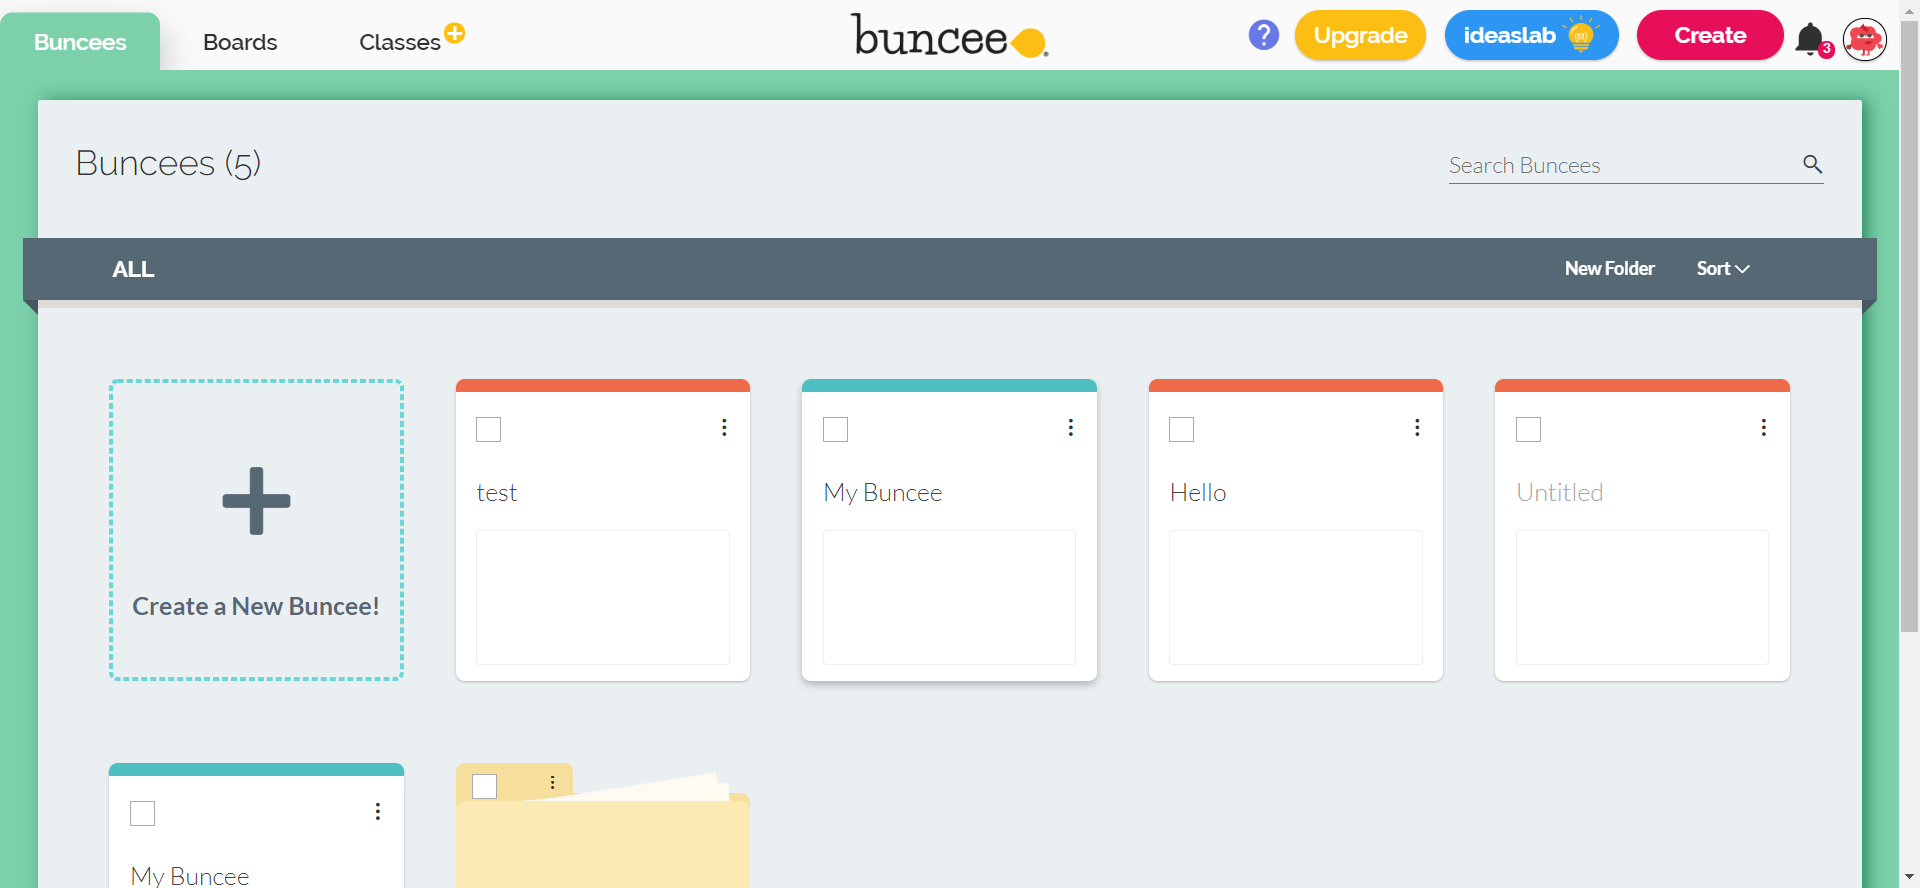 Buncees
Boards
Classes
buncee
?
Upgrade
ideaslab
Create
3
Buncees (5)
Search Buncees
ALL
New Folder
Sort
Create a New Buncee!
test
My Buncee
Hello
Untitled
My Buncee